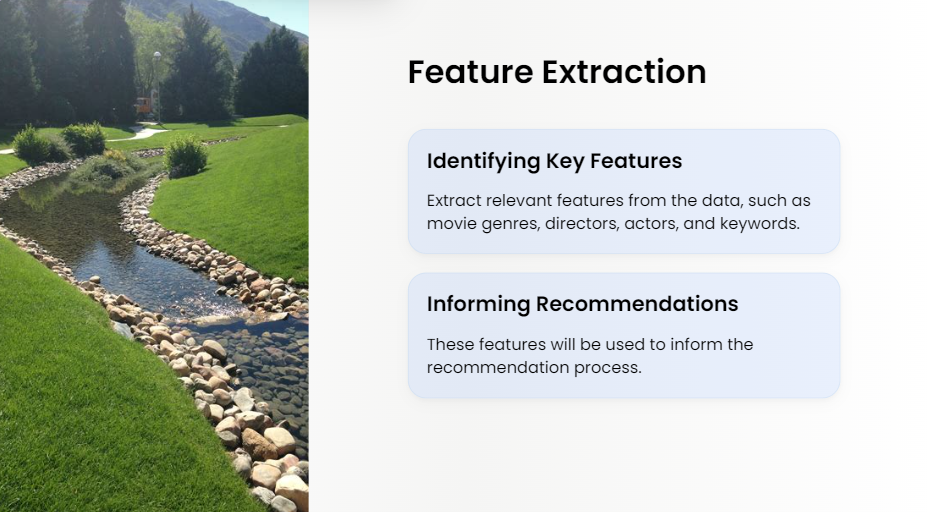 Feature Extraction
Identifying Key Features
Extract relevant features from the data, such as
movie genres, directors, actors, and keywords.
Informing Recommendations
These features will be used to inform the
recommendation process.